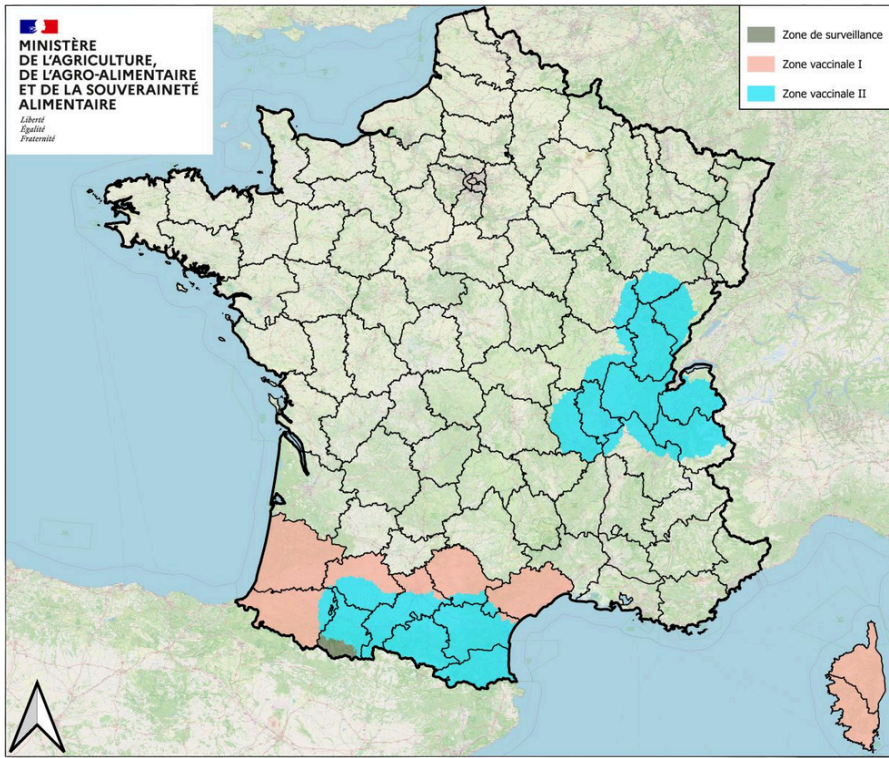 MINISTÈRE
DE L'AGRICULTURE,
DE L'AGRO-ALIMENTAIRE
ET DE LA SOUVERAINETÉ
ALIMENTAIRE
Liberté
Égalité
Fraternité
Zone de surveillance
Zone vaccinale I
Zone vaccinale II